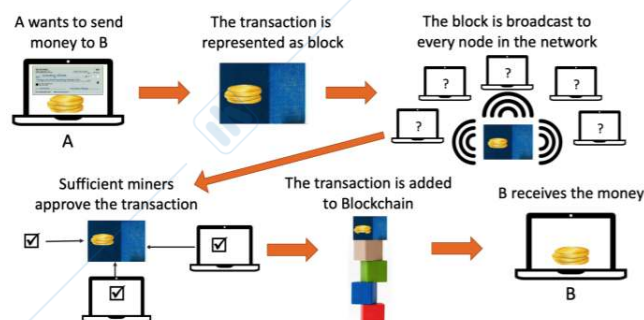 A wants to send
money to B
The transaction is
represented as block
The block is broadcast to
every node in the network
A
?
?
?
?
?
Sufficient miners
approve the transaction
The transaction is added
to Blockchain
B receives the money
B